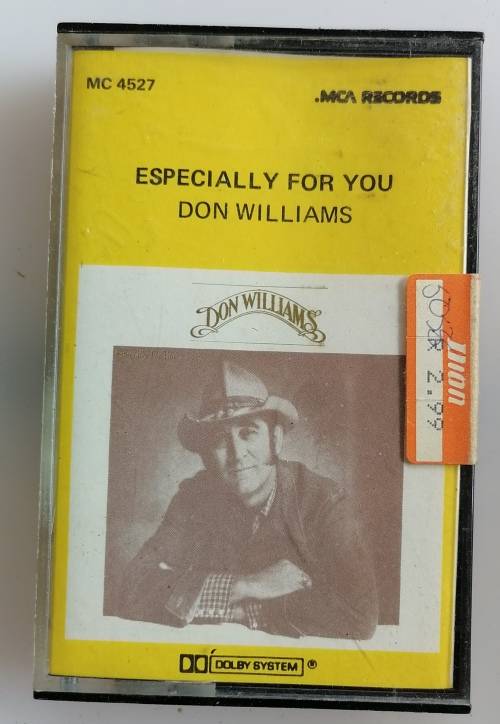 MC 4527
.MCA RECORDS
ESPECIALLY FOR YOU
DON WILLIAMS
DON WILLIAMS
2.99
DOLBY SYSTEM ®